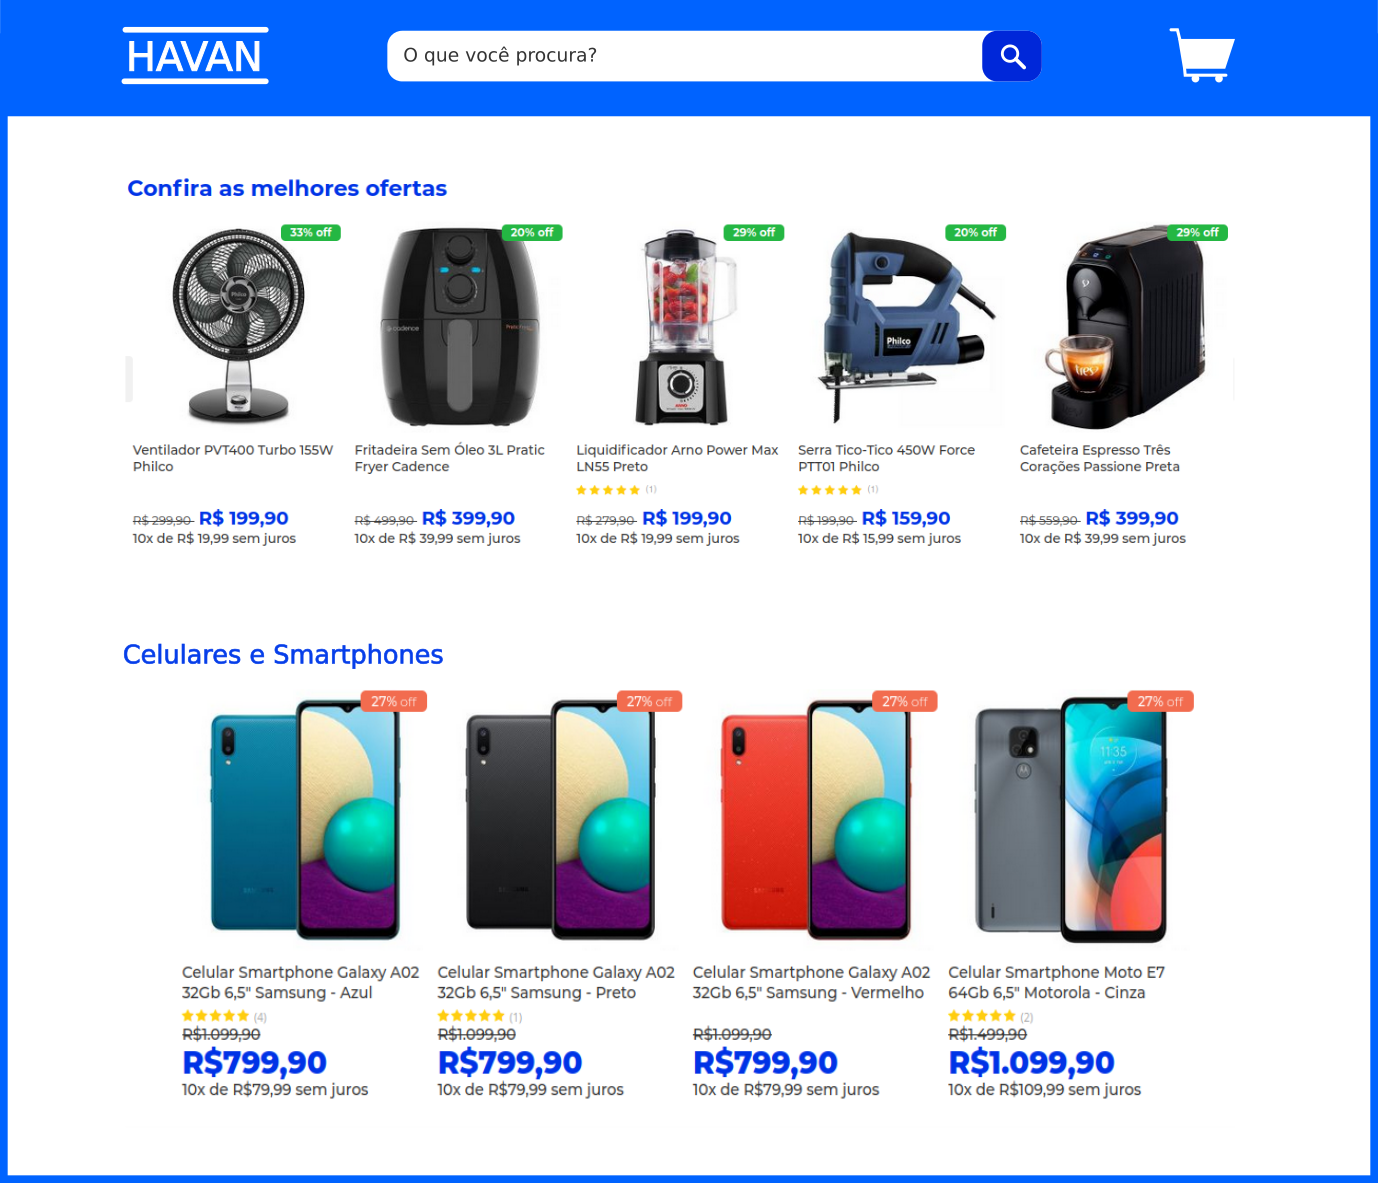 HAVAN
O que você procura?
Confira as melhores ofertas
33% off
20% off
29% off
20% off
29% off
Philco
cadence
Philco
Ventilador PVT400 Turbo 155W
Philco
R$ 299,90 R$ 199,90
10x de R$ 19,99 sem juros
Fritadeira Sem Óleo 3L Pratic
Fryer Cadence
R$ 499,90 R$ 399,90
10x de R$ 39,99 sem juros
Liquidificador Arno Power Max
LN55 Preto
(1)
R$ 279,90 R$ 199,90
10x de R$ 19,99 sem juros
Serra Tico-Tico 450W Force
PTT01 Philco
(1)
R$ 199,90 R$ 159,90
10x de R$ 15,99 sem juros
Cafeteira Espresso Três
Corações Passione Preta
R$ 559,90 R$ 399,90
10x de R$ 39,99 sem juros
Celulares e Smartphones
27% off
27% off
27% off
27% off
11:35
SAMSUNG
SAMSUNG
SAMSUNG
Celular Smartphone Galaxy A02
32Gb 6,5" Samsung - Azul
(4)
R$1.099,90
R$799,90
10x de R$79,99 sem juros
Celular Smartphone Galaxy A02
32Gb 6,5" Samsung - Preto
(1)
R$1.099,90
R$799,90
10x de R$79,99 sem juros
Celular Smartphone Galaxy A02
32Gb 6,5" Samsung - Vermelho
R$1.099,90
R$799,90
10x de R$79,99 sem juros
Celular Smartphone Moto E7
64Gb 6,5" Motorola - Cinza
(2)
R$1.499,90
R$1.099,90
10x de R$109,99 sem juros